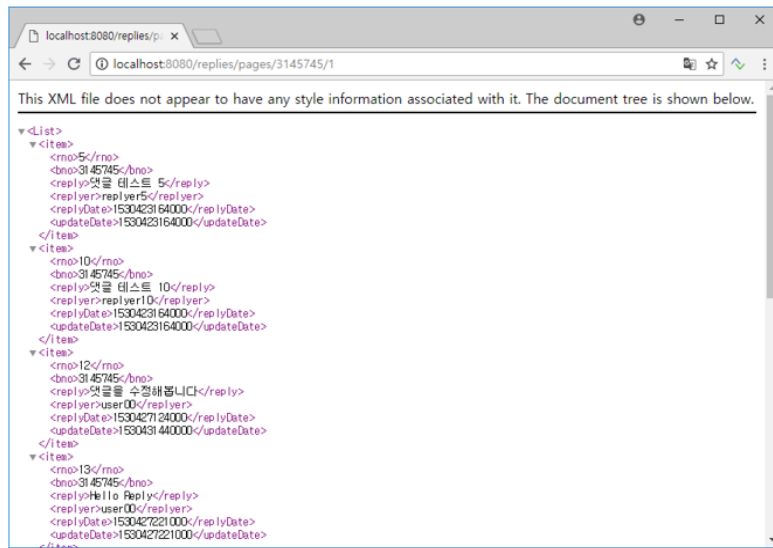 localhost:8080/replies/p
localhost:8080/replies/pages/3145745/1
This XML file does not appear to have any style information associated with it. The document tree is shown below.
▼<List>
▼<item>
<rno>5</rno>
<bno>3145745</bno>
<reply>댓글 테스트 5</reply>
<replyer>replyer5</replyer>
<replyDate>1530423164000</replyDate>
<updateDate>1530423164000</updateDate>
</item>
▼<item>
<rno>10</rno>
<bno>3145745</bno>
<reply>댓글 테스트 10</reply>
<replyer>replyer10</replyer>
<replyDate>1530423164000</replyDate>
<updateDate>1530423164000</updateDate>
</item>
▼<item>
<rno>12</rno>
<bno>3145745</bno>
<reply>댓글을 수정해봅니다</reply>
<replyer>user00</replyer>
<replyDate>1530427124000</replyDate>
<updateDate>1530431440000</updateDate>
</item>
▼<item>
<rno>13</rno>
<bno>3145745</bno>
<reply>Hello Reply</reply>
<replyer>user00</replyer>
<replyDate>1530427221000</replyDate>
<updateDate>1530427221000</updateDate>
</item>